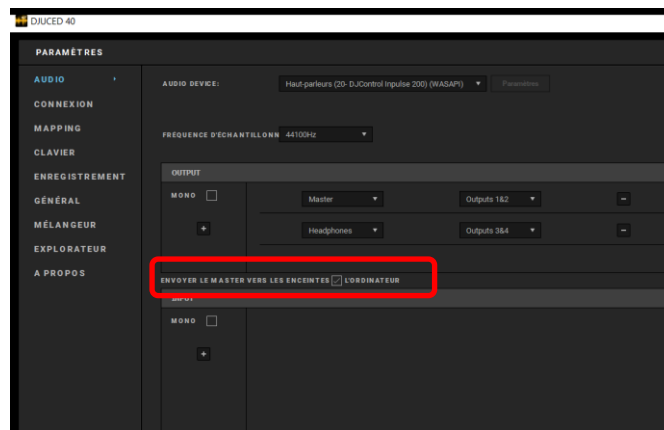 DJUCED 40
PARAMÈTRES
AUDIO
AUDIO DEVICE:
Haut-parleurs (20- DJControl Inpulse 200) (WASAPI)
Paramètres
CONNEXION
MAPPING
FRÉQUENCE D'ÉCHANTILLONN
44100Hz
CLAVIER
ENREGISTREMENT
OUTPUT
GÉNÉRAL
MONO
Master
Outputs 1&2
MÉLANGEUR
+
Headphones
Outputs 3&4
EXPLORATEUR
A PROPOS
ENVOYER LE MASTER VERS LES ENCEINTES L'ORDINATEUR
INPUT
MONO
+